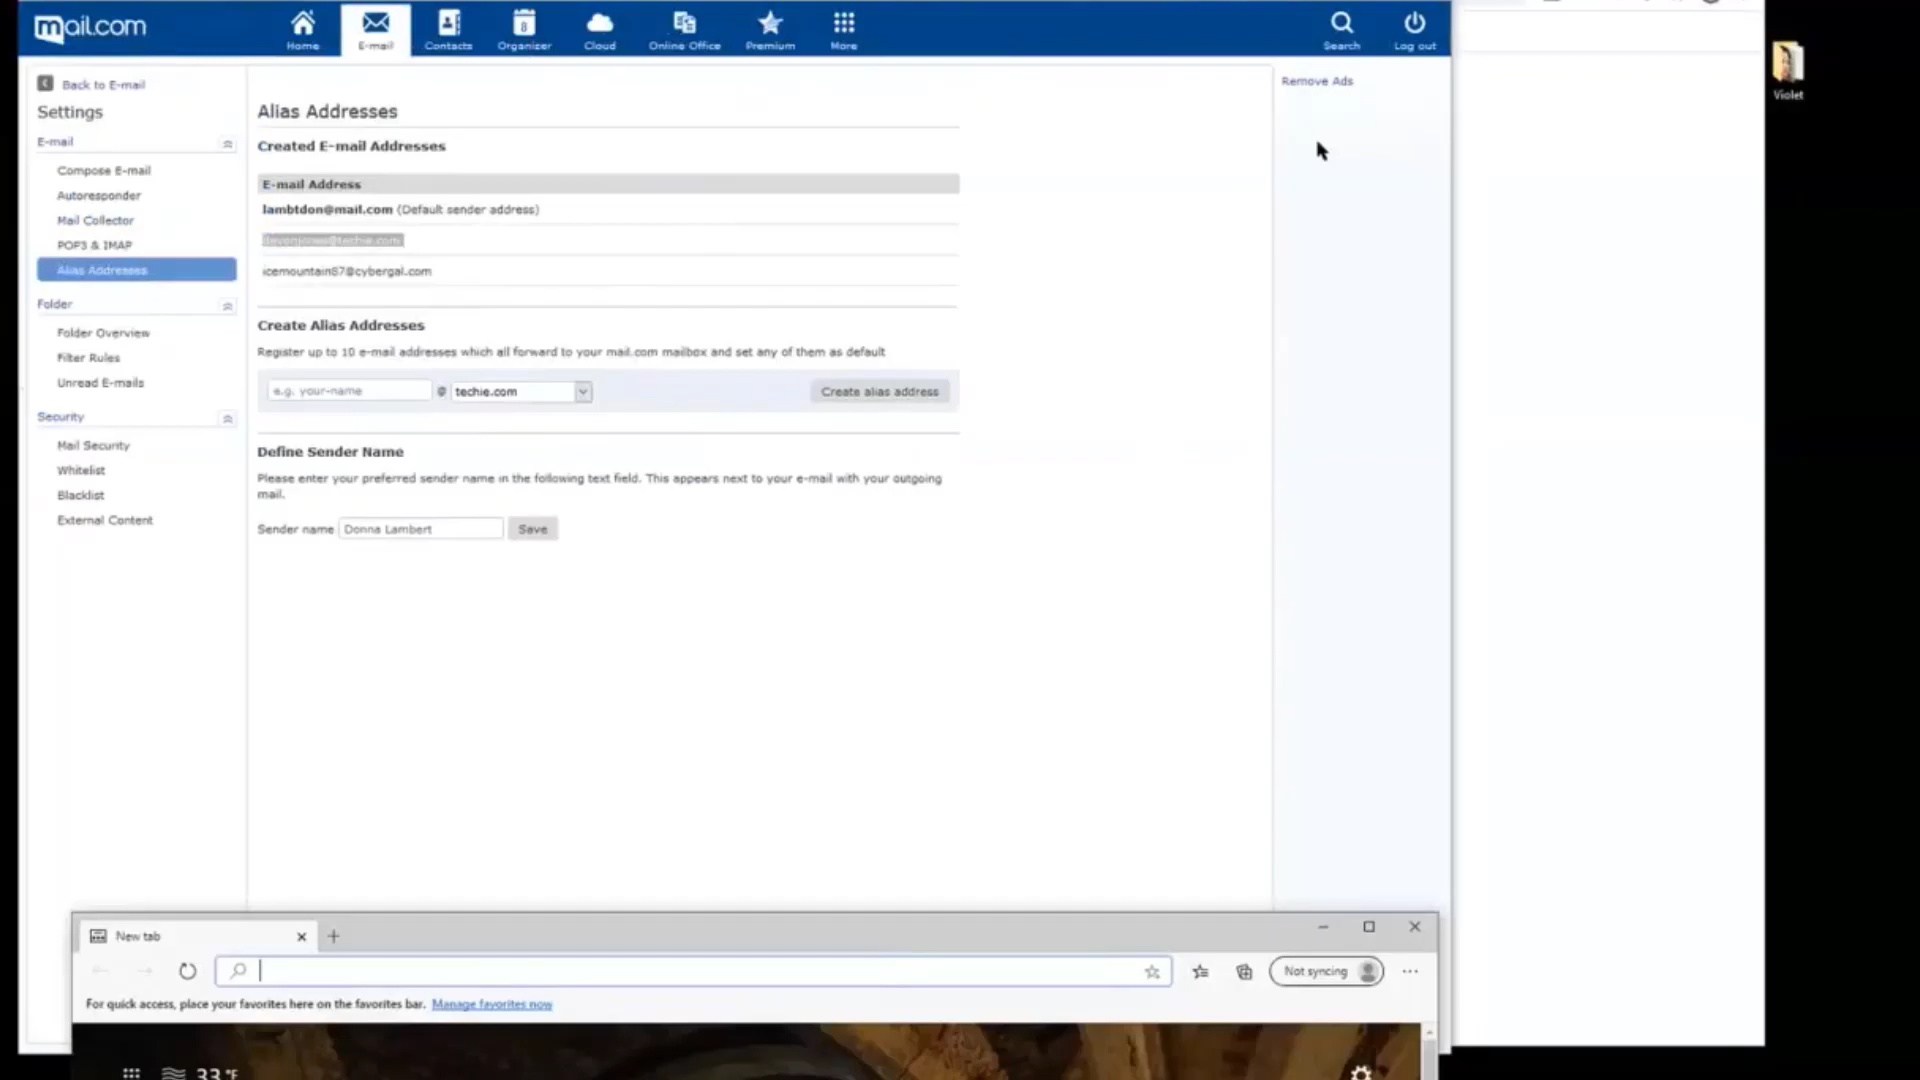 mail.com
Home
E-mail
Contacts
8
Organizer
Cloud
Online Office
Premium
More
Search
Log out
Violet
Remove Ads
Back to E-mail
Settings
E-mail
Compose E-mail
Autoresponder
Mail Collector
POP3 & IMAP
Alias Addresses
Folder
Folder Overview
Filter Rules
Unread E-mails
Security
Mail Security
Whitelist
Blacklist
External Content
Alias Addresses
Created E-mail Addresses
E-mail Address
lambtdon@mail.com (Default sender address)
icemountain87@cybergal.com
Create Alias Addresses
Register up to 10 e-mail addresses which all forward to your mail.com mailbox and set any of them as default
e.g. your-name @ techie.com Create alias address
Define Sender Name
Please enter your preferred sender name in the following text field. This appears next to your e-mail with your outgoing
mail.
Sender name Donna Lambert Save
New tab
Not syncing
For quick access, place your favorites here on the favorites bar. Manage favorites now
33 °F